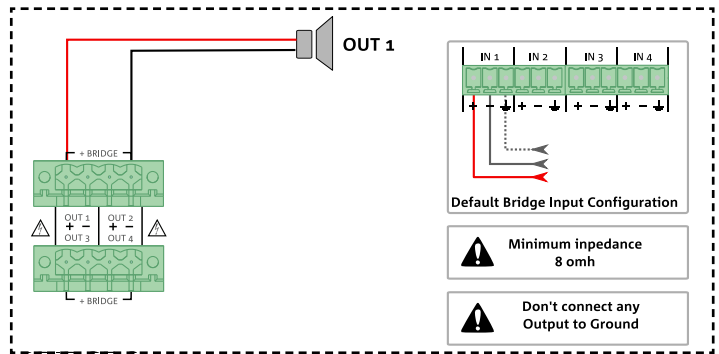 OUT 1
+ BRIDGE
OUT 1 OUT 2
+ - + -
OUT 3 OUT 4
+ BRIDGE
IN 1 IN 2 IN 3 IN 4
+ - + - + - + -
Default Bridge Input Configuration
Minimum inpedance
8 omh
Don't connect any
Output to Ground